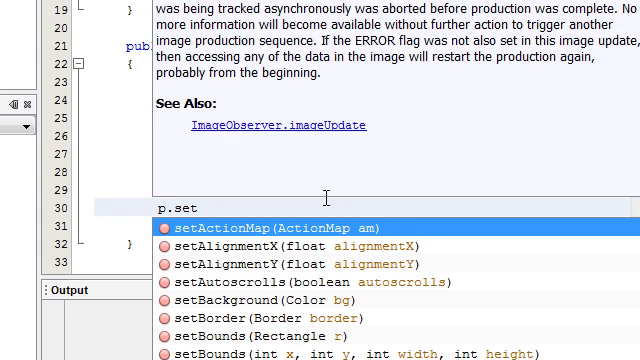 was being tracked asynchronously was aborted before production was complete. No
more information will become available without further action to trigger another
image production sequence. If the ERROR flag was not also set in this image update,
then accessing any of the data in the image will restart the production again,
probably from the beginning.
See Also:
ImageObserver.imageUpdate
19 }
20
21 publ
22 {
23
24
25
26
27
28
29
30 p.set
31
32 }
33
setActionMap(ActionMap am)
setAlignmentX(float alignmentX)
setAlignmentY(float alignmentY)
setAutoscrolls(boolean autoscrolls)
setBackground(Color bg)
setBorder(Border border)
setBounds(Rectangle r)
setBounds(int x, int y, int width, int height)
Output